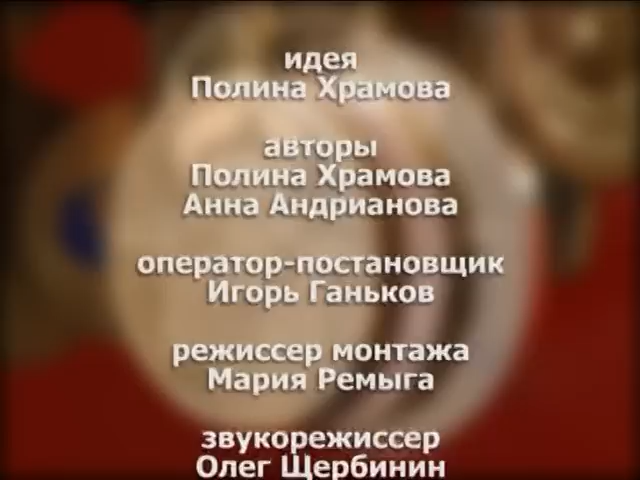 идея
Полина Храмова
авторы
Полина Храмова
Анна Андрианова
оператор-постановщик
Игорь Ганьков
режиссер монтажа
Мария Ремыга
звукорежиссер
Олег Щербинин